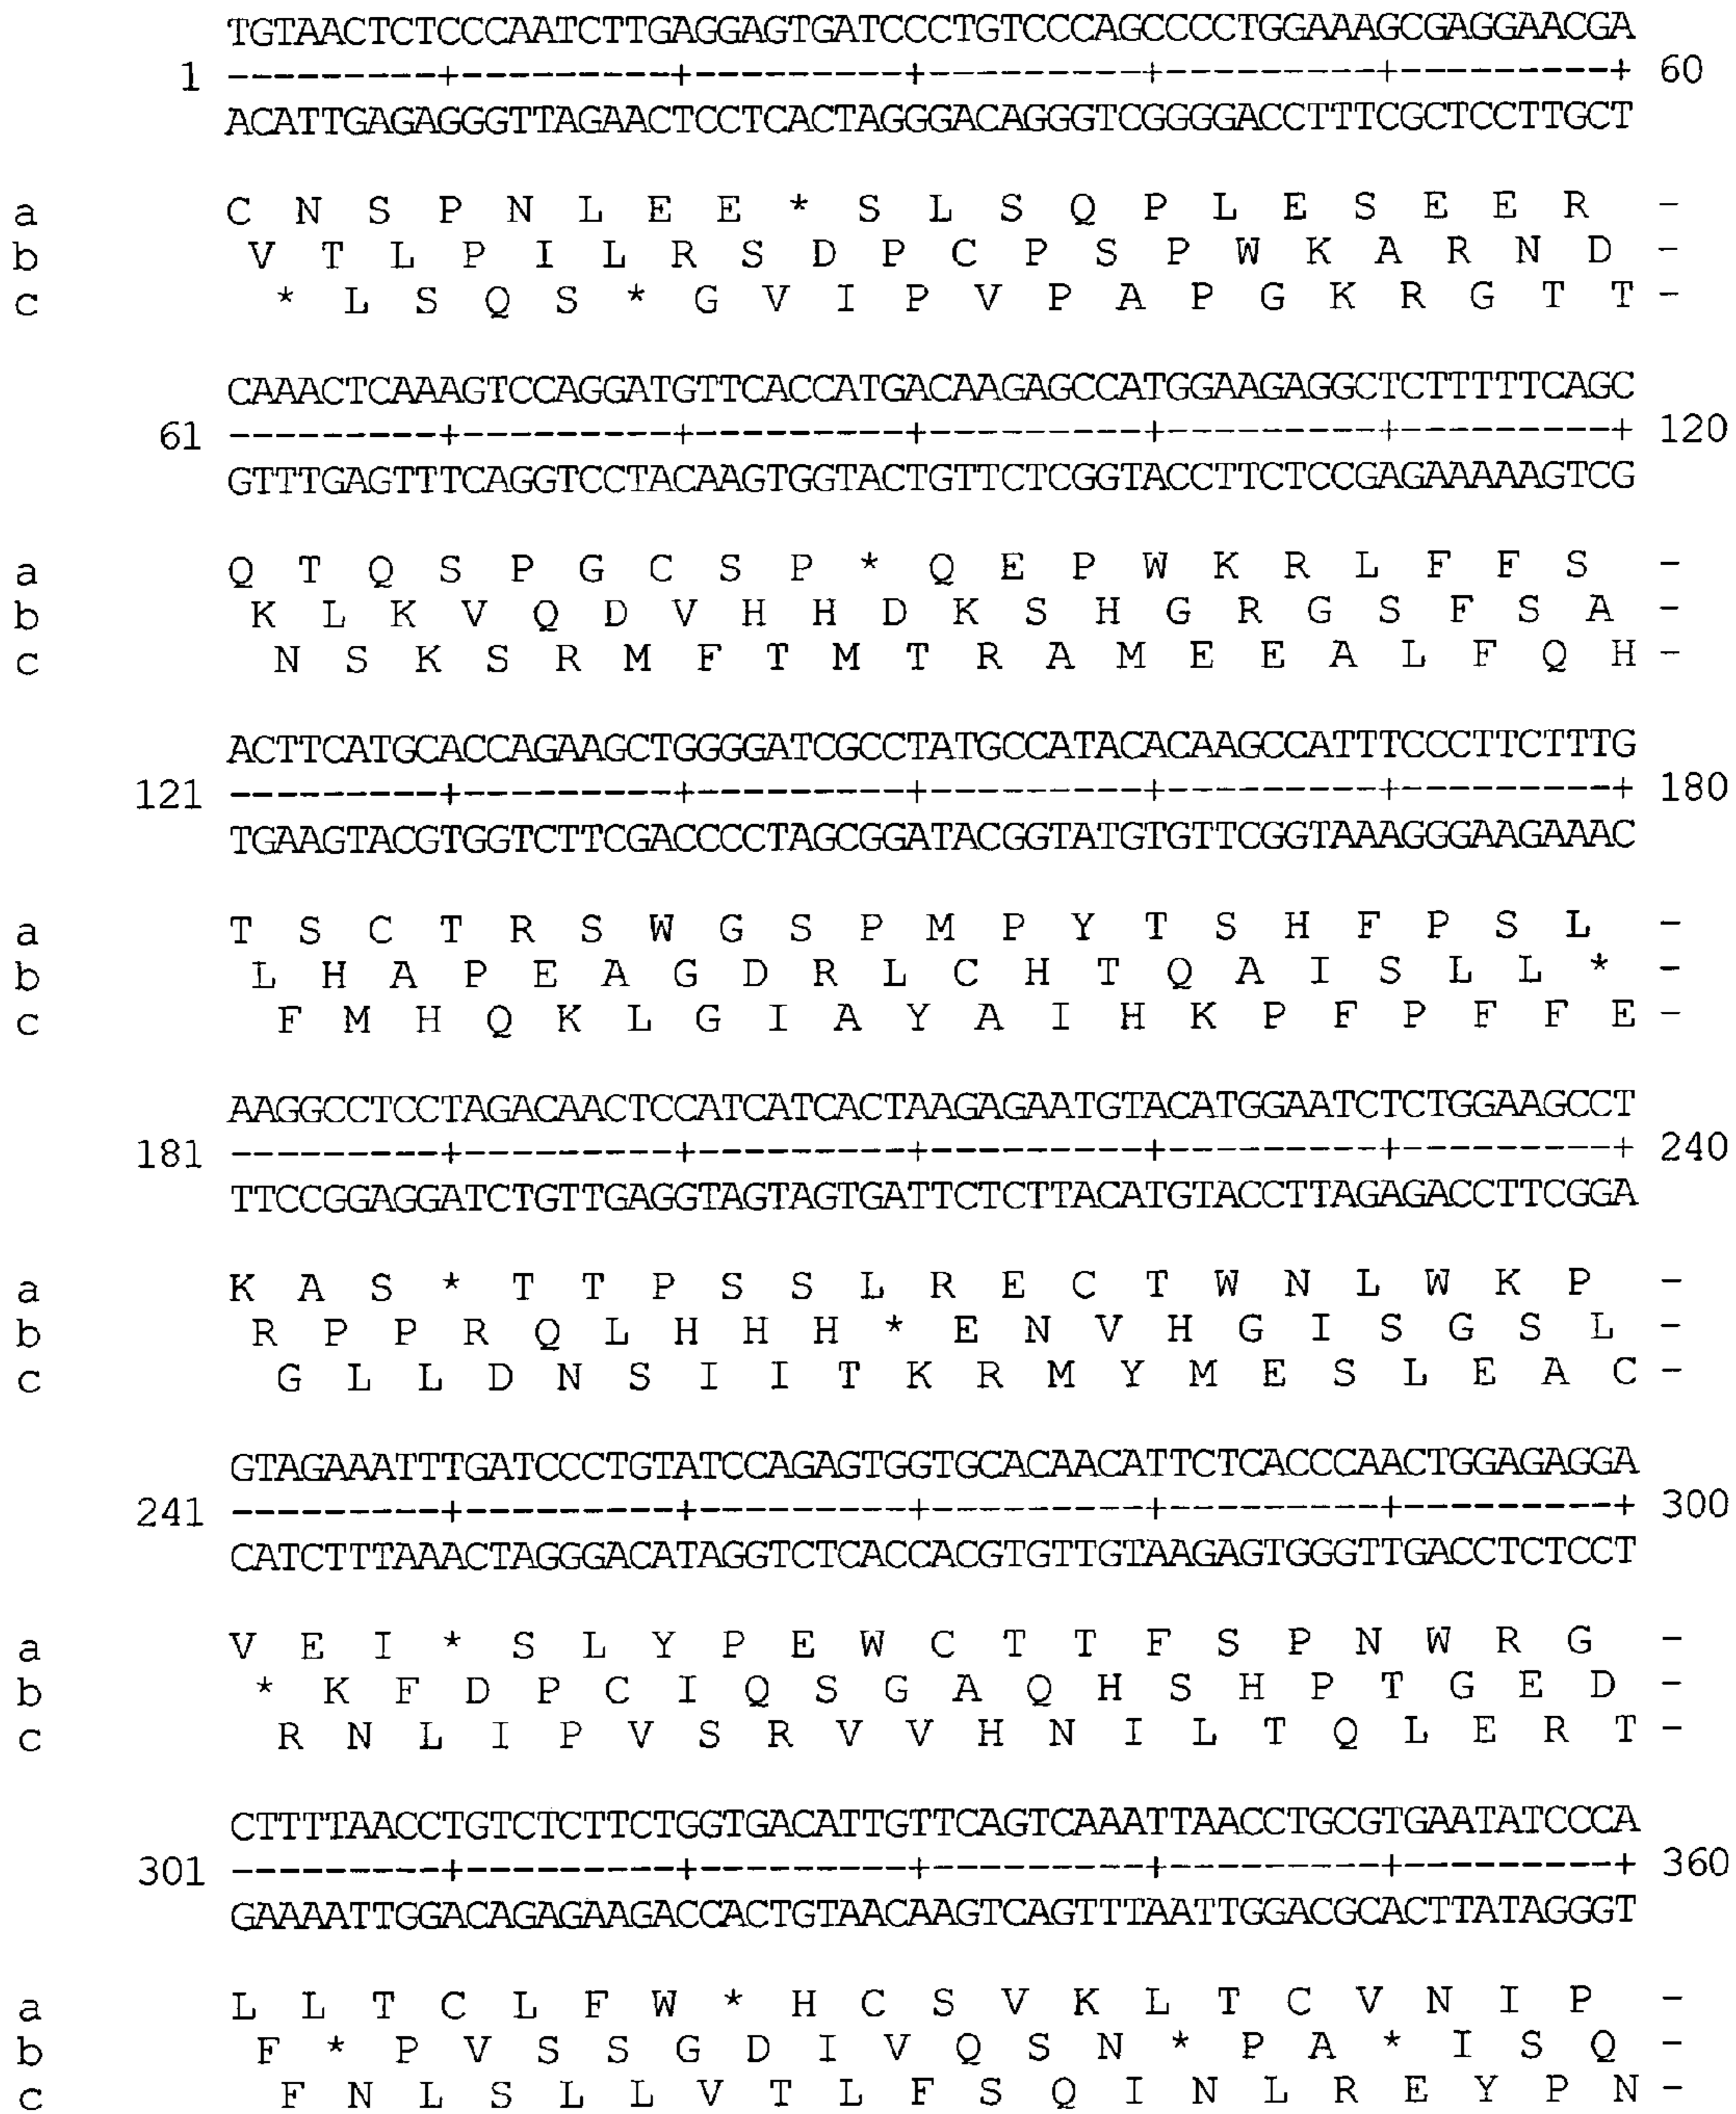 TGTAACTCTCCCAATCTTGAGGAGTGATCCCTGTCCCAGCCCCTGGAAAGCGAGGAACGA
1 ---------+---------+---------+---------+---------+---------+ 60
ACATTGAGAGGGTTAGAACTCCTCACTAGGGACAGGGTCGGGGACCTTTCGCTCCTTGCT
a C N S P N L E E * S L S Q P L E S E E R -
b V T L P I L R S D P C P S P W K A R N D -
c * L S Q S * G V I P V P A P G K R G T T -
CAAACTCAAAGTCCAGGATGTTCACCATGACAAGAGCCATGGAAGAGGCTCTTTTTCAGC
61 ---------+---------+---------+---------+---------+---------+ 120
GTTTGAGTTTCAGGTCCTACAAGTGGTACTGTTCTCGGTACCTTCTCCGAGAAAAAGTCG
a Q T Q S P G C S P * Q E P W K R L F F S -
b K L K V Q D V H H D K S H G R G S F S A -
c N S K S R M F T M T R A M E E A L F Q H -
ACTTCATGCACCAGAAGCTGGGGATCGCCTATGCCATACACAAGCCATTTCCCTTCTTTG
121 ---------+---------+---------+---------+---------+---------+ 180
TGAAGTACGTGGTCTTCGACCCCTAGCGGATACGGTATGTGTTCGGTAAAGGGAAGAAAC
a T S C T R S W G S P M P Y T S H F P S L -
b L H A P E A G D R L C H T Q A I S L L * -
c F M H Q K L G I A Y A I H K P F P F F E -
AAGGCCTCCTAGACAACTCCATCATCACTAAGAGAATGTACATGGAATCTCTGGAAGCCT
181 ---------+---------+---------+---------+---------+---------+ 240
TTCCGGAGGATCTGTTGAGGTAGTAGTGATTCTCTTACATGTACCTTAGAGACCTTCGGA
a K A S * T T P S S L R E C T W N L W K P -
b R P P R Q L H H H * E N V H G I S G S L -
c G L L D N S I I T K R M Y M E S L E A C -
GTAGAAATTTGATCCCTGTATCCAGAGTGGTGCACAACATTCTCACCCAACTGGAGAGGA
241 ---------+---------+---------+---------+---------+---------+ 300
CATCTTTAAACTAGGGACATAGGTCTCACCACGTGTTGTAAGAGTGGGTTGACCTCTCCT
a V E I * S L Y P E W C T T F S P N W R G -
b * K F D P C I Q S G A Q H S H P T G E D -
c R N L I P V S R V V H N I L T Q L E R T -
CTTTTAACCTGTCTCTTCTGGTGACATTGTTCAGTCAAATTAACCTGCGTGAATATCCCA
301 ---------+---------+---------+---------+---------+---------+ 360
GAAAATTGGACAGAGAAGACCACTGTAACAAGTCAGTTTAATTGGACGCACTTATAGGGT
a L L T C L F W * H C S V K L T C V N I P -
b F * P V S S G D I V Q S N * P A * I S Q -
c F N L S L L V T L F S Q I N L R E Y P N -